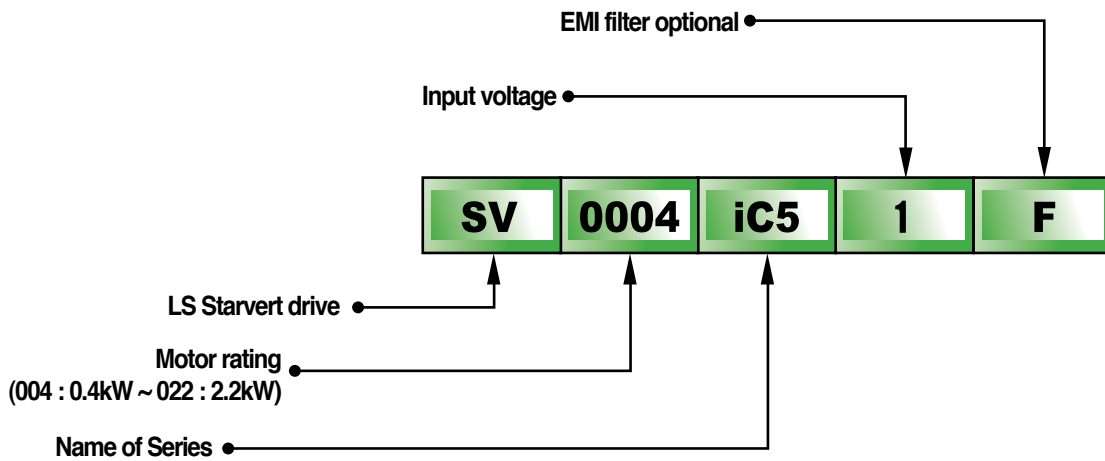 EMI filter optional
Input voltage
SV 0004 iC5 1 F
LS Starvert drive
Motor rating
(004 : 0.4kW ~ 022 : 2.2kW)
Name of Series